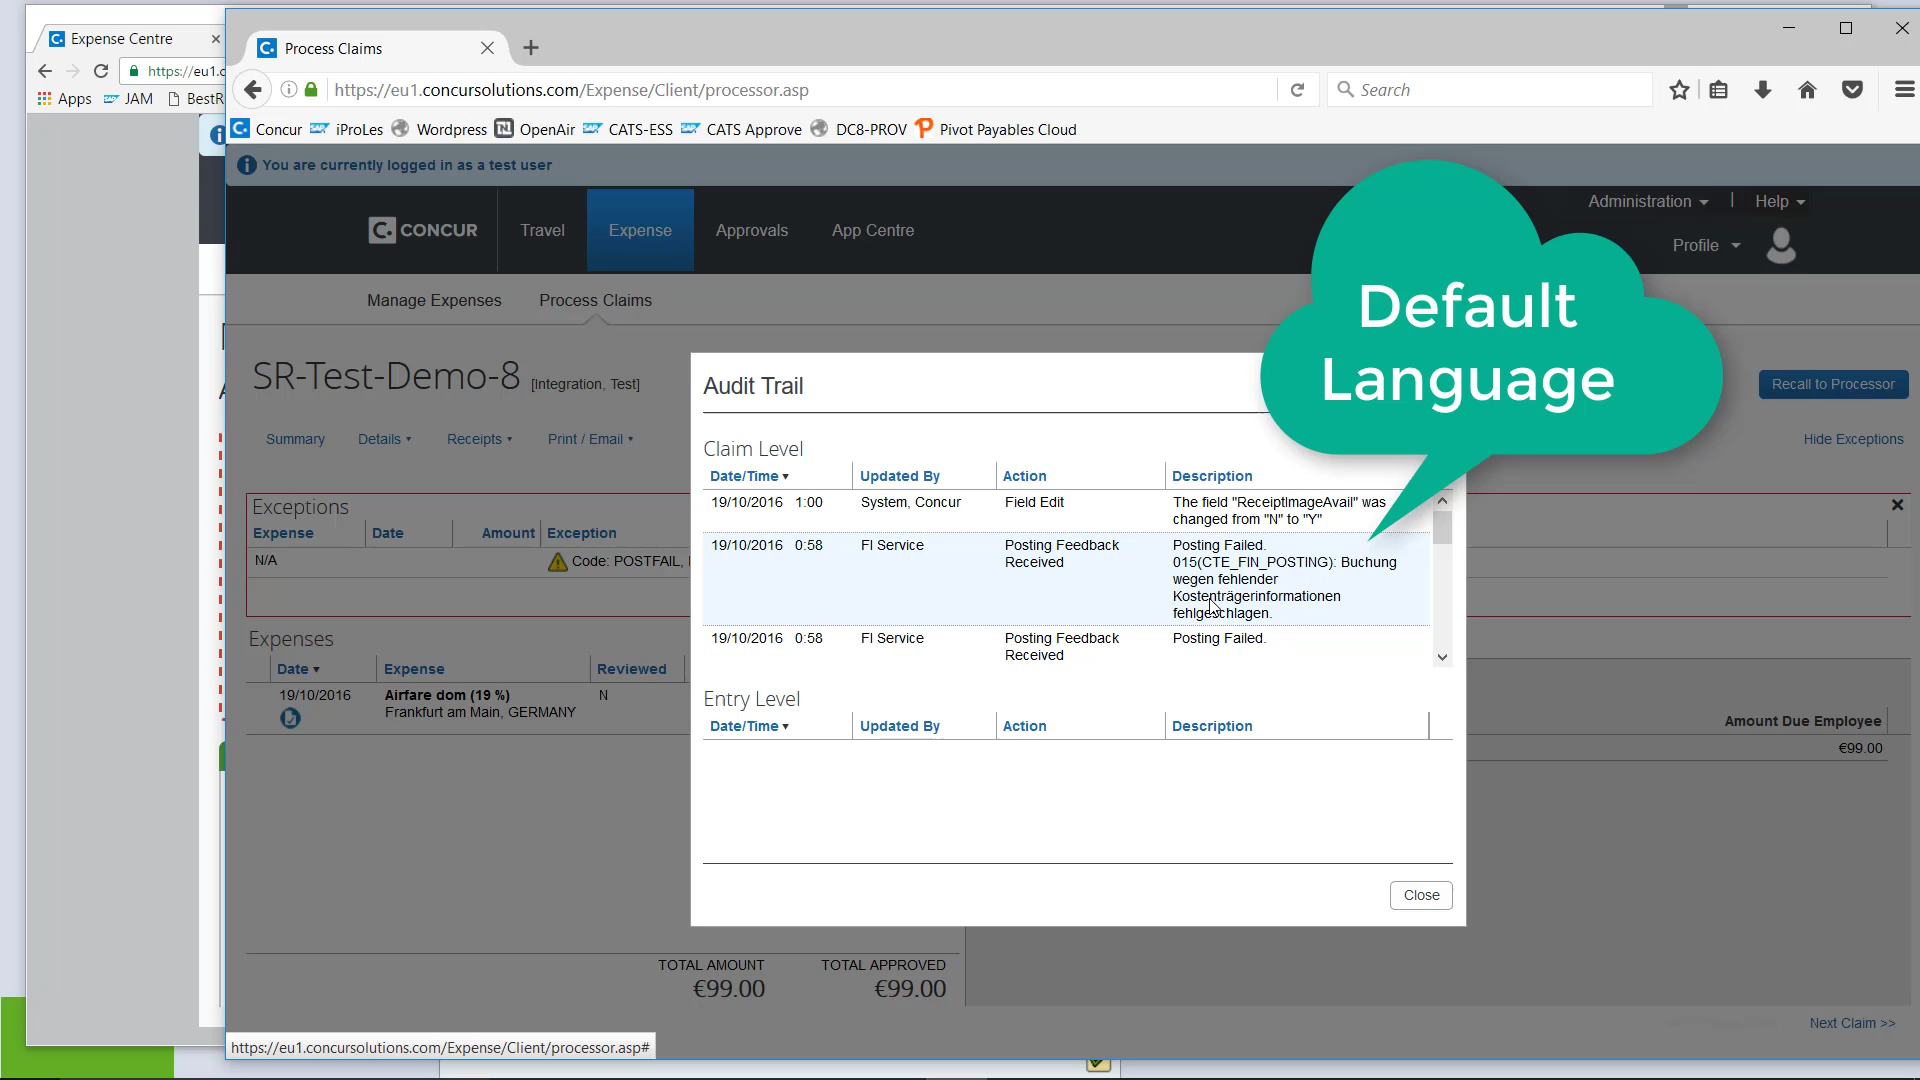 Expense Centre
Process Claims
https://eu1.c
https://eu1.concursolutions.com/Expense/Client/processor.asp
Search
Apps
JAM
BestR
Concur
iProLes
Wordpress
OpenAir
CATS-ESS
CATS Approve
DC8-PROV
Pivot Payables Cloud
You are currently logged in as a test user
CONCUR
Travel
Expense
Approvals
App Centre
Administration
Help
Profile
Manage Expenses
Process Claims
Default
Language
SR-Test-Demo-8 [Integration, Test]
Recall to Processor
Summary
Details
Receipts
Print / Email
Hide Exceptions
Exceptions
Expense Date Amount Exception
N/A Code: POSTFAIL,
Expenses
Date Expense Reviewed
19/10/2016 Airfare dom (19 %) N
Frankfurt am Main, GERMANY
Audit Trail
Claim Level
Date/Time Updated By Action Description
19/10/2016 1:00 System, Concur Field Edit The field "ReceiptImageAvail" was
changed from "N" to "Y"
19/10/2016 0:58 FI Service Posting Feedback Posting Failed.
Received 015(CTE_FIN_POSTING): Buchung
wegen fehlender
Kostenträgerinformationen
fehlgeschlagen.
19/10/2016 0:58 FI Service Posting Feedback Posting Failed.
Received
Entry Level
Date/Time Updated By Action Description
Close
Amount Due Employee
€99.00
TOTAL AMOUNT TOTAL APPROVED
€99.00 €99.00
Next Claim >>
https://eu1.concursolutions.com/Expense/Client/processor.asp#